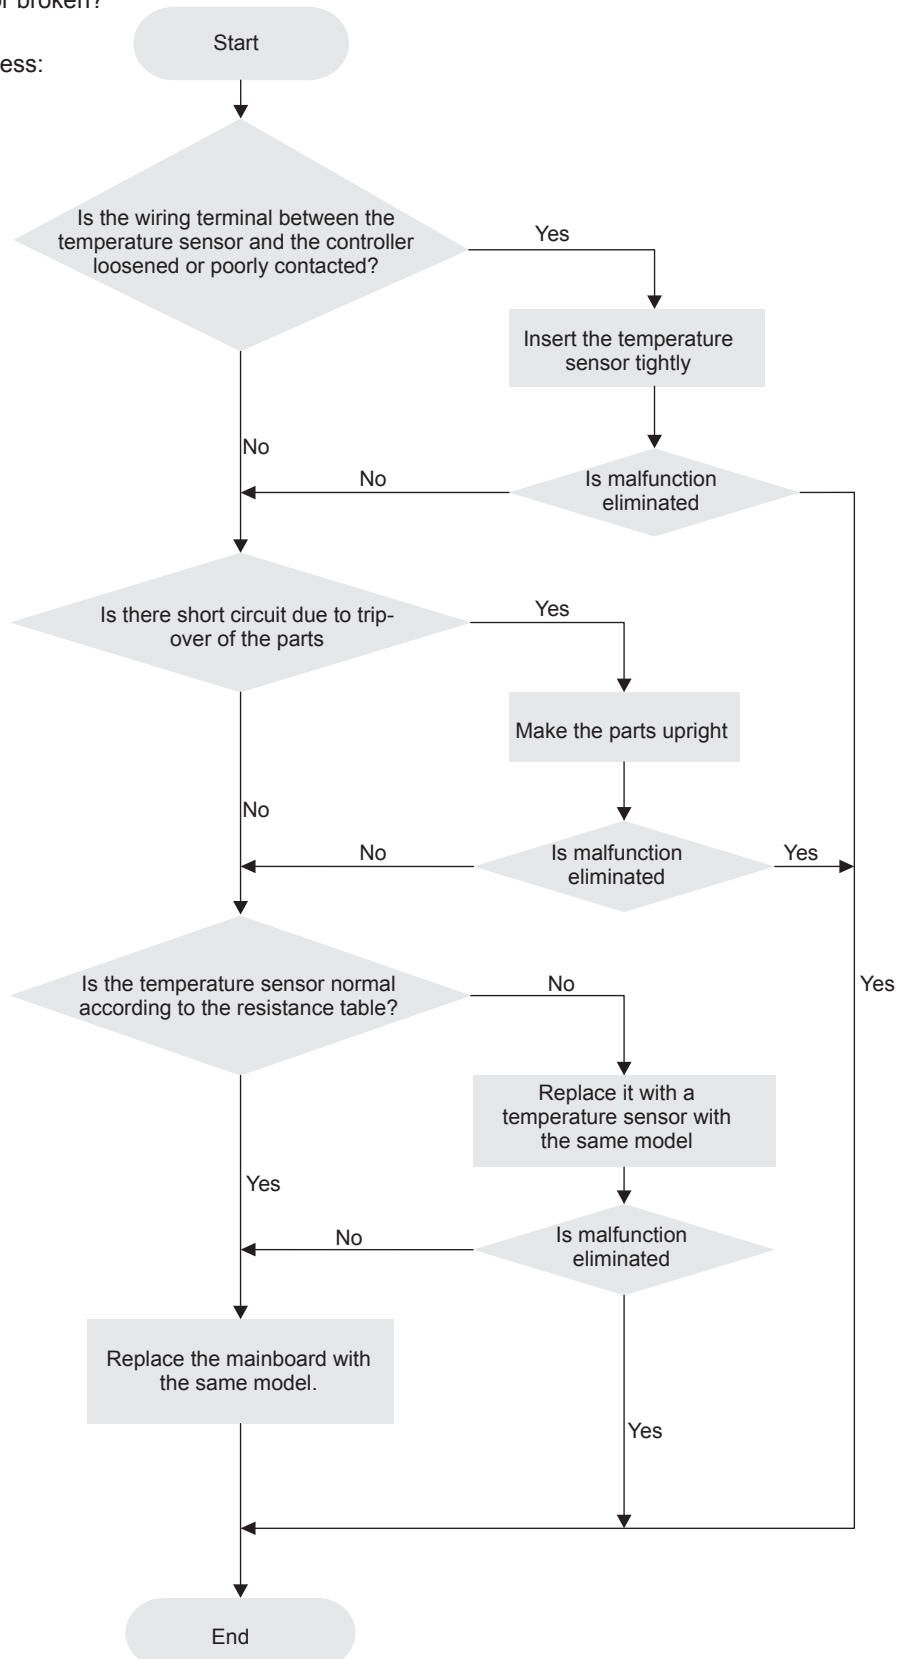 broken?
Start
ess:
Is the wiring terminal between the
temperature sensor and the controller
loosened or poorly contacted?
Yes
Insert the temperature
sensor tightly
No
No
Is malfunction
eliminated
Is there short circuit due to trip-
over of the parts
Yes
Make the parts upright
No
No
Is malfunction
eliminated
Yes
Is the temperature sensor normal
according to the resistance table?
No
Yes
Replace it with a
temperature sensor with
the same model
Yes
No
Is malfunction
eliminated
Replace the mainboard with
the same model.
Yes
End